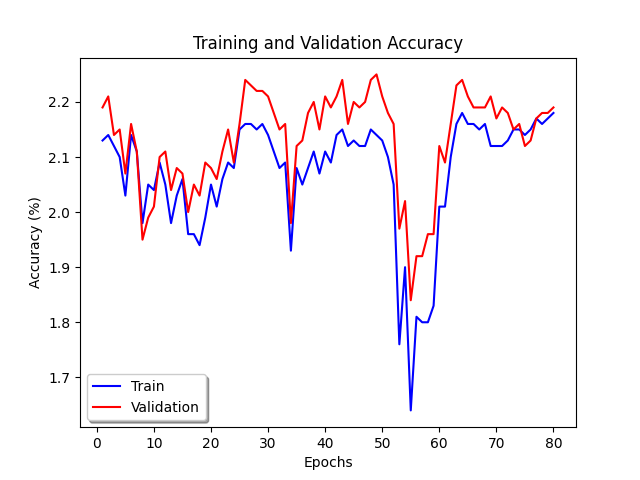 Training and Validation Accuracy
Accuracy (%)
2.2
2.1
2.0
1.9
1.8
1.7
Train
Validation
0 10 20 30 40 50 60 70 80
Epochs